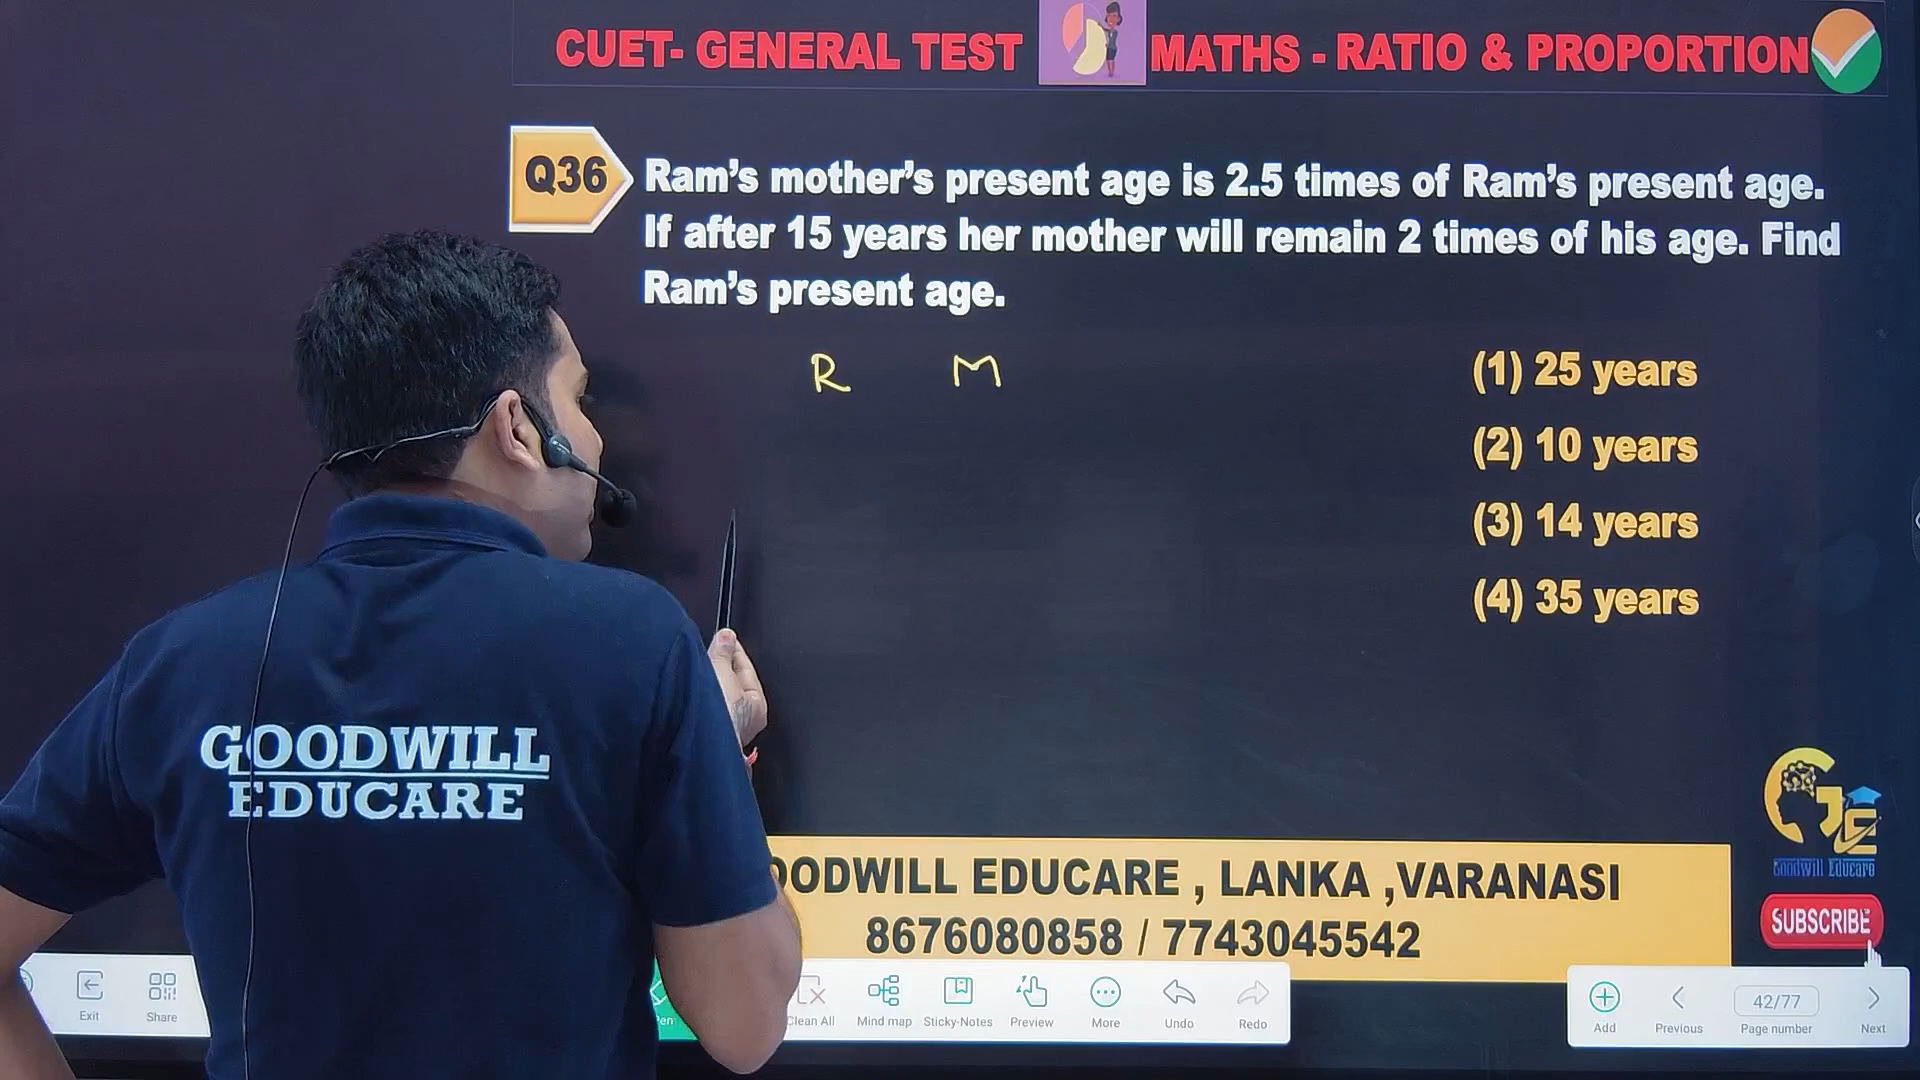 CUET- GENERAL TEST MATHS - RATIO & PROPORTION
Q36 Ram's mother's present age is 2.5 times of Ram's present age.
If after 15 years her mother will remain 2 times of his age. Find
Ram's present age.
R M
(1) 25 years
(2) 10 years
(3) 14 years
(4) 35 years
GOODWILL
EDUCARE
OODWILL EDUCARE , LANKA ,VARANASI
8676080858 / 7743045542
GE
Goodwill Educare
SUBSCRIBE
Exit Share Pen Clean All Mind map Sticky-Notes Preview More Undo Redo
Add Previous 42/77 Page number Next